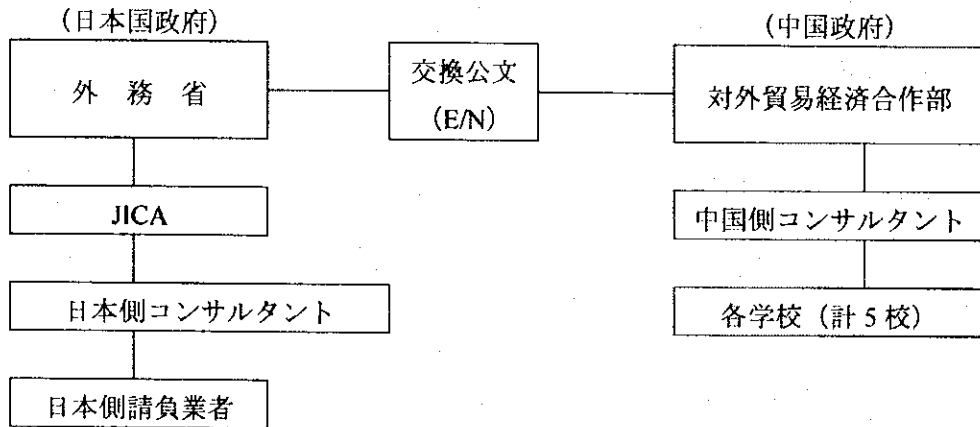 (日本国政府)
外務省
JICA
日本側コンサルタント
日本側請負業者
交換公文
(E/N)
(中国政府)
対外貿易経済合作部
中国側コンサルタント
各学校（計5校）